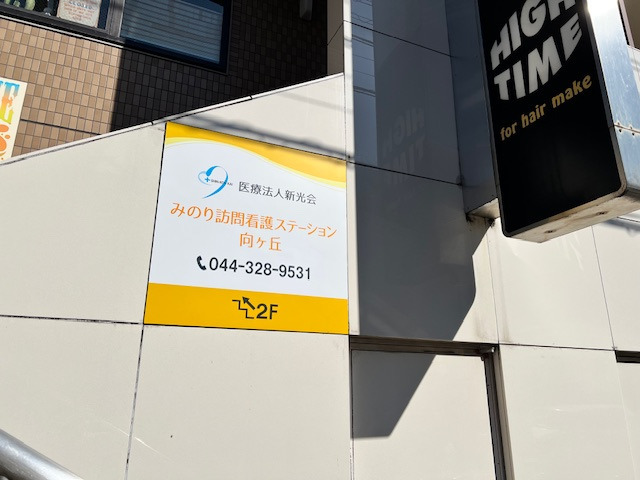 HIGH
TIME
for hair make
医療法人新光会
みのり訪問看護ステーション
向ヶ丘
044-328-9531
2F